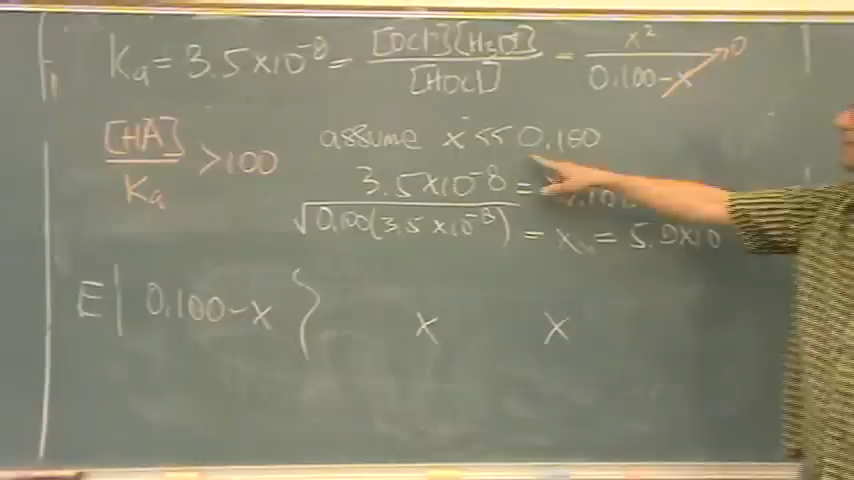 Ka = 3.5×10⁻⁸ = [OCl⁻][H₃O⁺] / [HOCl] = x² / 0.100-x → 0
[HA] / Ka > 100
assume x << 0.100
3.5×10⁻⁸ =
√0.100(3.5×10⁻⁸) = x = 5.9×10
E | 0.100-x } x x